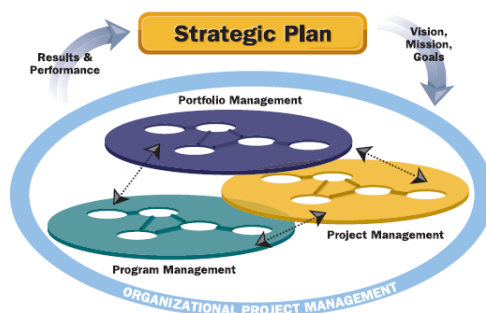 Strategic Plan
Results &
Performance
Vision,
Mission,
Goals
Portfolio Management
Project Management
Program Management
ORGANIZATIONAL PROJECT MANAGEMENT